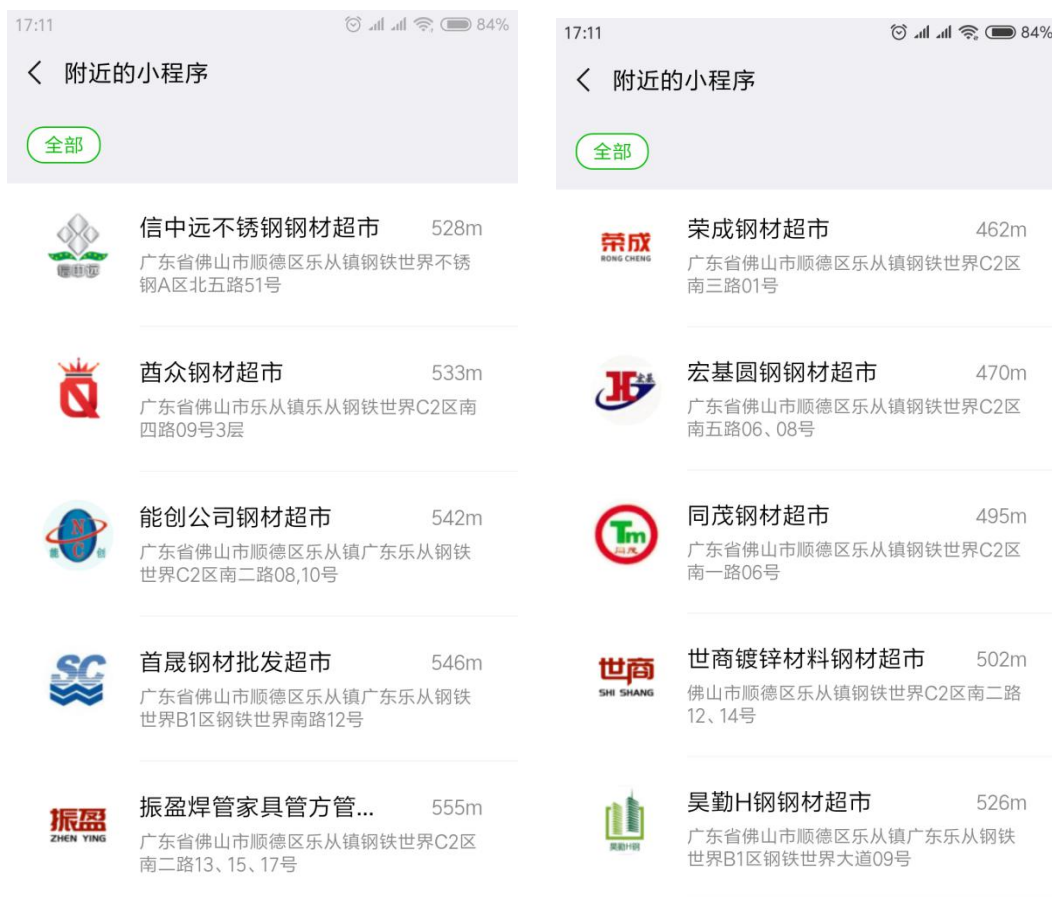 17:11
84%
附近的小程序
全部
信中远不锈钢钢材超市
528m
广东省佛山市顺德区乐从镇钢铁世界不锈
钢A区北五路51号
酋众钢材超市
533m
广东省佛山市乐从镇乐从钢铁世界C2区南
四路09号3层
NC
能 创
能创公司钢材超市
542m
广东省佛山市顺德区乐从镇广东乐从钢铁
世界C2区南二路08,10号
SC
首晟钢材批发超市
546m
广东省佛山市顺德区乐从镇广东乐从钢铁
世界B1区钢铁世界南路12号
振盈
ZHEN YING
振盈焊管家具管方管...
555m
广东省佛山市顺德区乐从镇钢铁世界C2区
南二路13、15、17号
17:11
84%
附近的小程序
全部
荣成
RONG CHENG
荣成钢材超市
462m
广东省佛山市顺德区乐从镇钢铁世界C2区
南三路01号
宏基
宏基圆钢钢材超市
470m
广东省佛山市顺德区乐从镇钢铁世界C2区
南五路06、08号
Tm
同茂
同茂钢材超市
495m
广东省佛山市顺德区乐从镇钢铁世界C2区
南一路06号
世商
SHI SHANG
世商镀锌材料钢材超市
502m
佛山市顺德区乐从镇钢铁世界C2区南二路
12、14号
昊勤H钢
昊勤H钢钢材超市
526m
广东省佛山市顺德区乐从镇广东乐从钢铁
世界B1区钢铁世界大道09号